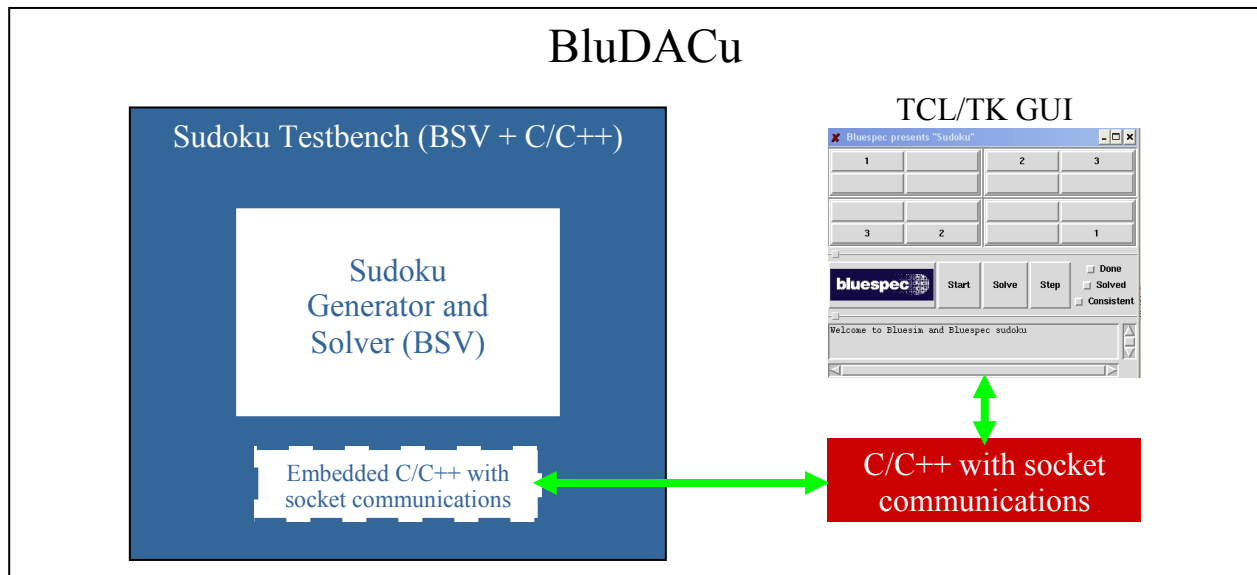 BluDACu
Sudoku Testbench (BSV + C/C++)
Sudoku
Generator and
Solver (BSV)
Embedded C/C++ with
socket communications
TCL/TK GUI
Bluespec presents "Sudoku"
1 2 3
3 2 1
bluespec Start Solve Step
Done
Solved
Consistent
Welcome to Bluesim and Bluespec sudoku
C/C++ with socket
communications